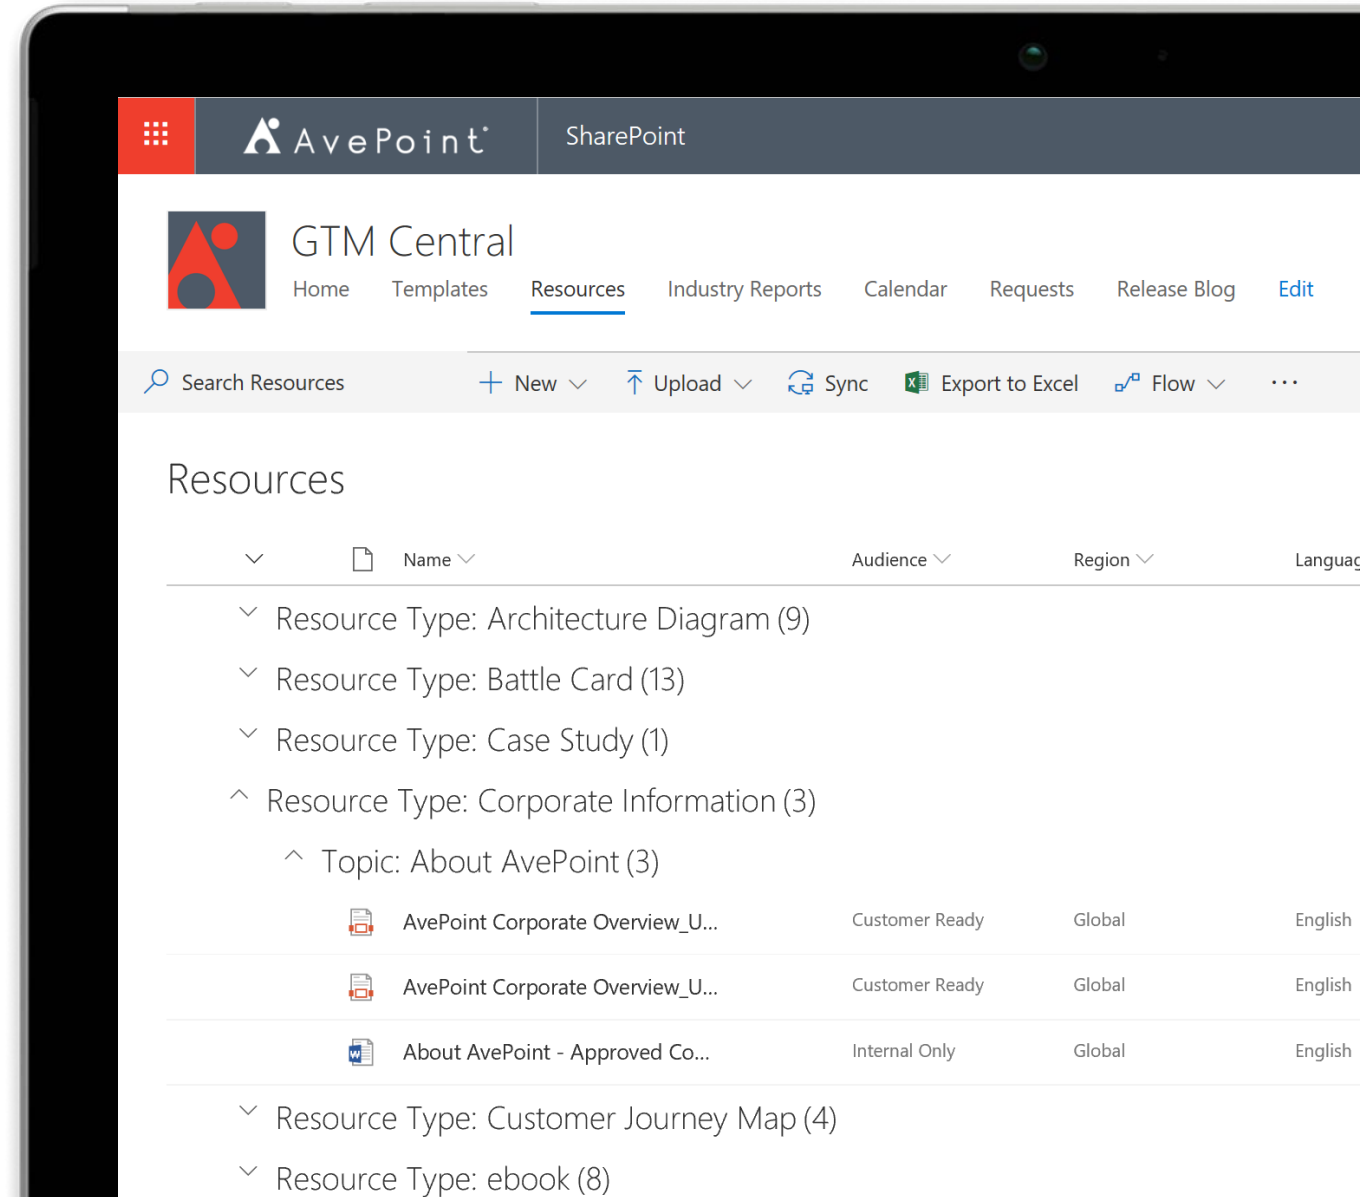 AvePoint
SharePoint
GTM Central
Home Templates Resources Industry Reports Calendar Requests Release Blog Edit
Search Resources New Upload Sync Export to Excel Flow ...
Resources
Name Audience Region Languag
Resource Type: Architecture Diagram (9)
Resource Type: Battle Card (13)
Resource Type: Case Study (1)
Resource Type: Corporate Information (3)
Topic: About AvePoint (3)
AvePoint Corporate Overview_U... Customer Ready Global English
AvePoint Corporate Overview_U... Customer Ready Global English
About AvePoint - Approved Co... Internal Only Global English
Resource Type: Customer Journey Map (4)
Resource Type: ebook (8)